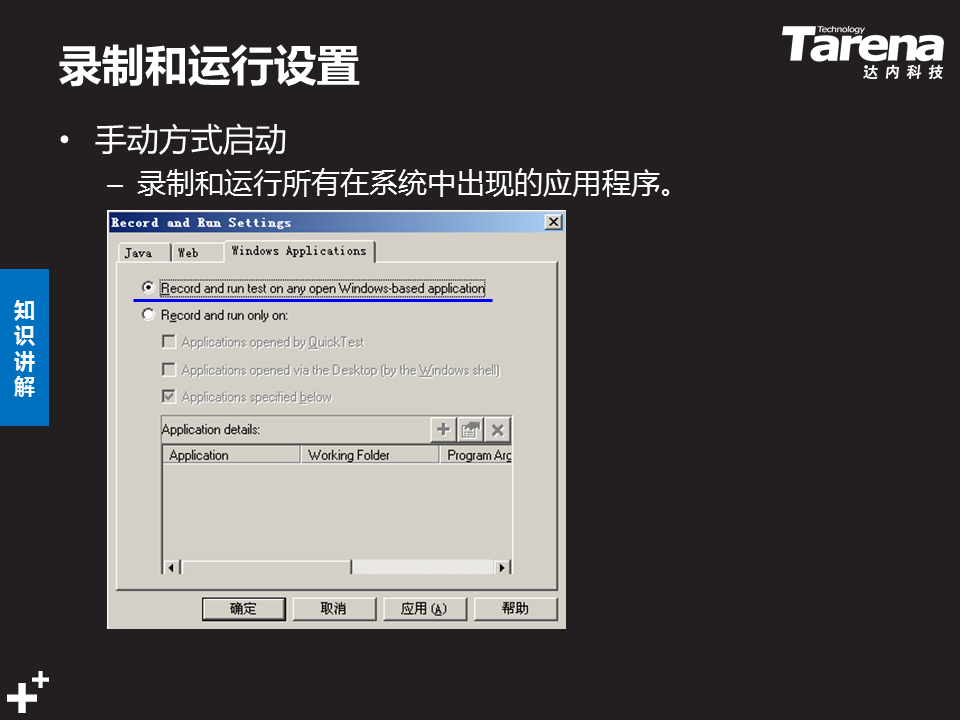 录制和运行设置
Technology
Tarena
达内科技
• 手动方式启动
– 录制和运行所有在系统中出现的应用程序。
知识讲解
Record and Run Settings
Java Web Windows Applications
Record and run test on any open Windows-based application
Record and run only on:
Applications opened by QuickTest
Applications opened via the Desktop (by the Windows shell)
Applications specified below
Application details:
Application Working Folder Program Arg
确定 取消 应用(A) 帮助